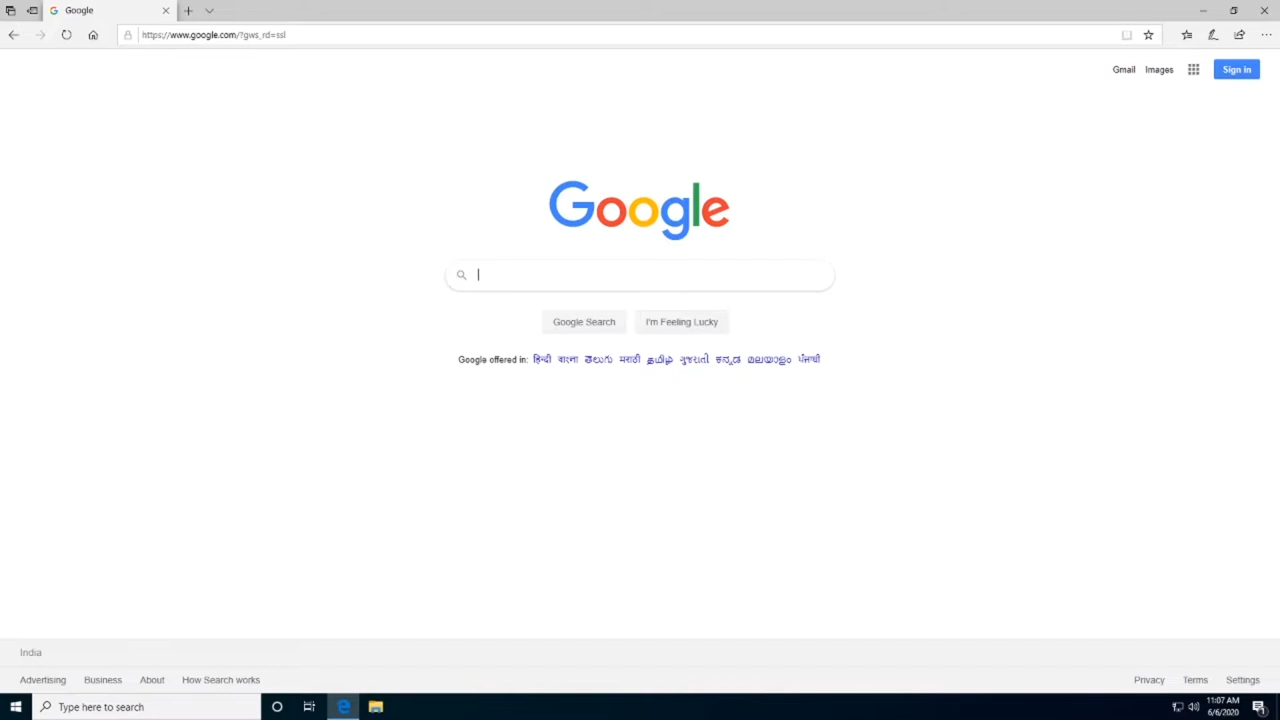 Google
https://www.google.com/?gws_rd=ssl
Gmail Images Sign in
Google
Google Search I'm Feeling Lucky
Google offered in: हिन्दी বাংলা తెలుగు मराठी தமிழ் ગુજરાતી ಕನ್ನಡ മലയാളം ਪੰਜਾਬੀ
India
Advertising Business About How Search works Privacy Terms Settings
Type here to search
11:07 AM
6/6/2020
1